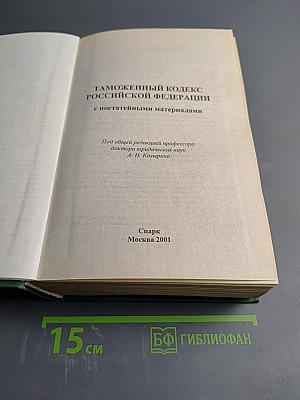 ТАМОЖЕННЫЙ КОДЕКС
РОССИЙСКОЙ ФЕДЕРАЦИИ
с постатейными материалами
Под общей редакцией профессора
доктора юридических наук
А. Н. Козырина
Спарк
Москва 2001
15 см
БФ ГИБЛИОФАН